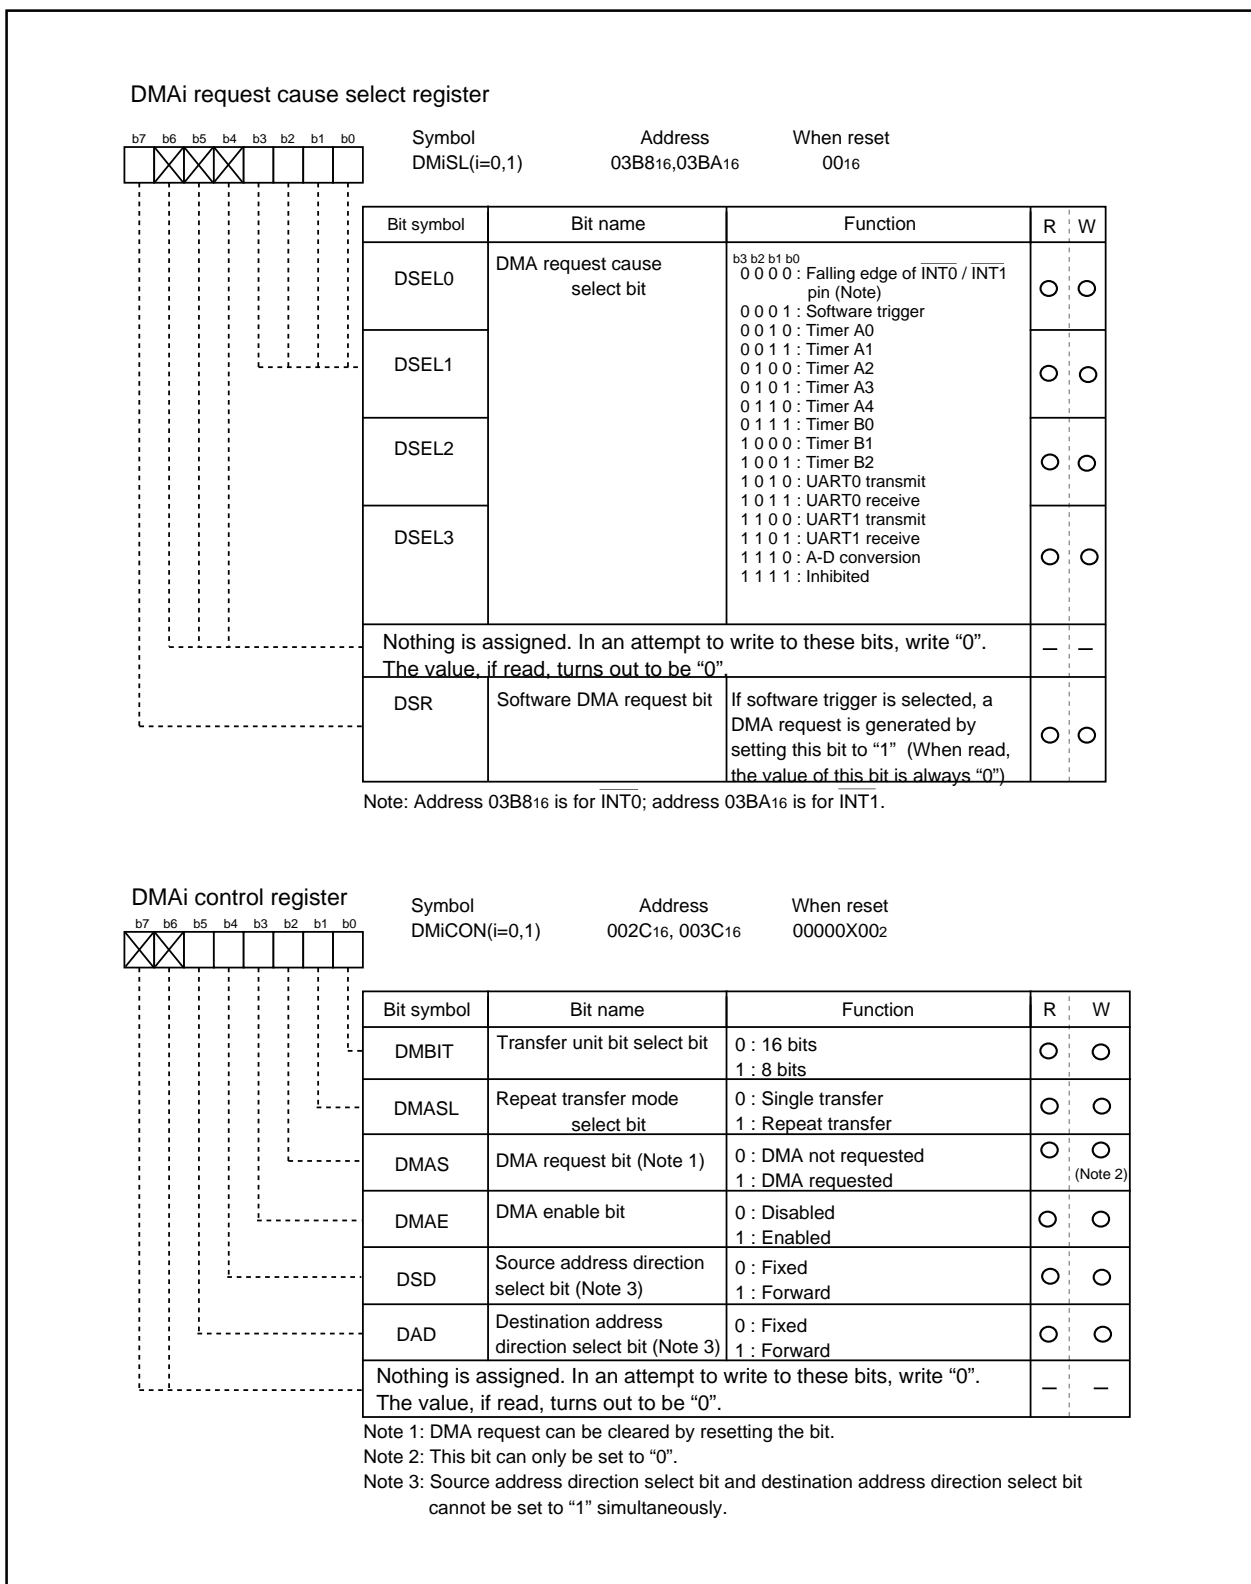 DMAi request cause select register
b7 b6 b5 b4 b3 b2 b1 b0
Symbol Address When reset
DMiSL(i=0,1) 03B816,03BA16 0016
Bit symbol Bit name Function R W
DSEL0 DMA request cause select bit
b3 b2 b1 b0
0 0 0 0 : Falling edge of INT0 / INT1
pin (Note)
0 0 0 1 : Software trigger
0 0 1 0 : Timer A0
0 0 1 1 : Timer A1
DSEL1
0 1 0 0 : Timer A2
0 1 0 1 : Timer A3
0 1 1 0 : Timer A4
0 1 1 1 : Timer B0
DSEL2
1 0 0 0 : Timer B1
1 0 0 1 : Timer B2
1 0 1 0 : UART0 transmit
1 0 1 1 : UART0 receive
1 1 0 0 : UART1 transmit
DSEL3
1 1 0 1 : UART1 receive
1 1 1 0 : A-D conversion
1 1 1 1 : Inhibited
Nothing is assigned. In an attempt to write to these bits, write “0”.
The value, if read, turns out to be “0”.
– –
DSR Software DMA request bit If software trigger is selected, a
DMA request is generated by
setting this bit to “1” (When read,
the value of this bit is always “0”)
Note: Address 03B816 is for INT0; address 03BA16 is for INT1.
DMAi control register
b7 b6 b5 b4 b3 b2 b1 b0
Symbol Address When reset
DMiCON(i=0,1) 002C16, 003C16 00000X002
Bit symbol Bit name Function R W
DMBIT Transfer unit bit select bit 0 : 16 bits
1 : 8 bits
DMASL Repeat transfer mode select bit 0 : Single transfer
1 : Repeat transfer
DMAS DMA request bit (Note 1) 0 : DMA not requested
1 : DMA requested
(Note 2)
DMAE DMA enable bit 0 : Disabled
1 : Enabled
DSD Source address direction select bit (Note 3) 0 : Fixed
1 : Forward
DAD Destination address direction select bit (Note 3) 0 : Fixed
1 : Forward
Nothing is assigned. In an attempt to write to these bits, write “0”.
The value, if read, turns out to be “0”.
– –
Note 1: DMA request can be cleared by resetting the bit.
Note 2: This bit can only be set to “0”.
Note 3: Source address direction select bit and destination address direction select bit
cannot be set to “1” simultaneously.